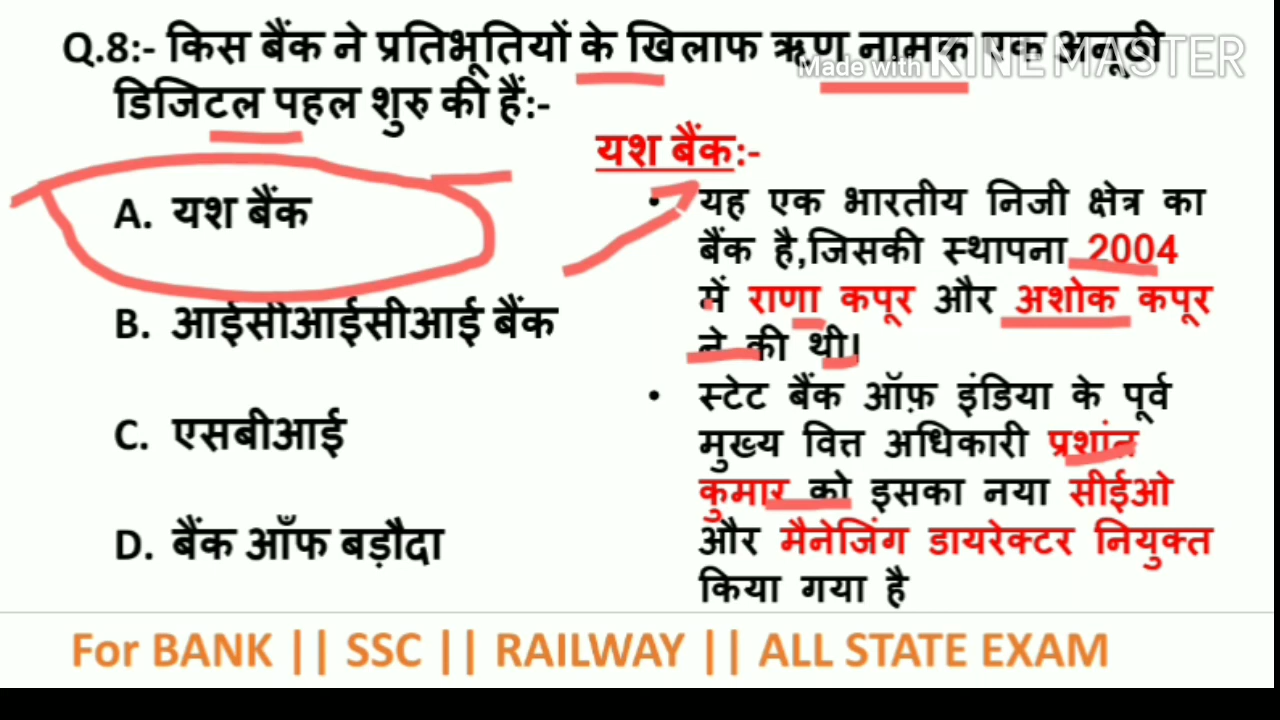 Q.8:- किस बैंक ने प्रतिभूतियों के खिलाफ ऋण नामक एक अनूठी
Made with KINEMASTER
डिजिटल पहल शुरु की हैं:-
A. यश बैंक
B. आईसीआईसीआई बैंक
C. एसबीआई
D. बैंक ऑफ बड़ौदा
यश बैंक:-
• यह एक भारतीय निजी क्षेत्र का
बैंक है,जिसकी स्थापना 2004
में राणा कपूर और अशोक कपूर
ने की थी।
• स्टेट बैंक ऑफ़ इंडिया के पूर्व
मुख्य वित्त अधिकारी प्रशांत
कुमार को इसका नया सीईओ
और मैनेजिंग डायरेक्टर नियुक्त
किया गया है
For BANK || SSC || RAILWAY || ALL STATE EXAM